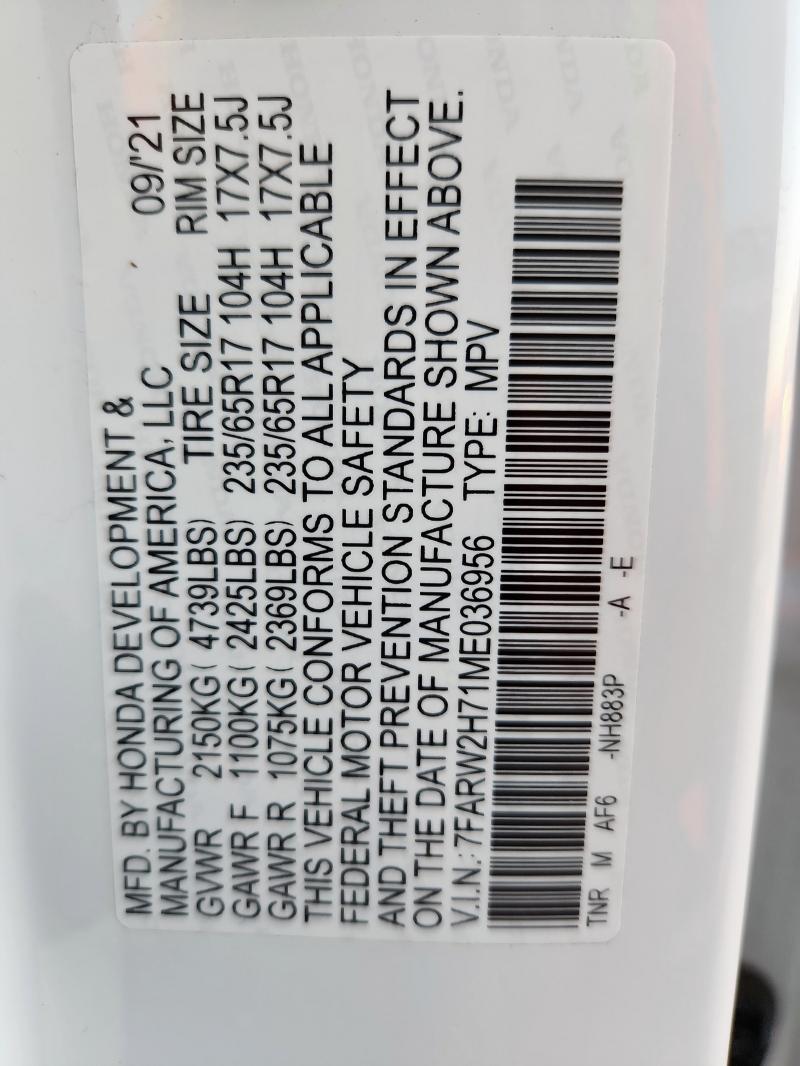 MFD. BY HONDA DEVELOPMENT & 09/'21
MANUFACTURING OF AMERICA, LLC
TIRE SIZE RIM SIZE
GVWR 2150KG( 4739LBS)
GAWR F 1100KG( 2425LBS) 235/65R17 104H 17X7.5J
GAWR R 1075KG( 2369LBS) 235/65R17 104H 17X7.5J
THIS VEHICLE CONFORMS TO ALL APPLICABLE
FEDERAL MOTOR VEHICLE SAFETY
AND THEFT PREVENTION STANDARDS IN EFFECT
ON THE DATE OF MANUFACTURE SHOWN ABOVE.
V.I.N.: 7FARW2H71ME036956 TYPE: MPV
TNR M AF6 -NH883P -A -E